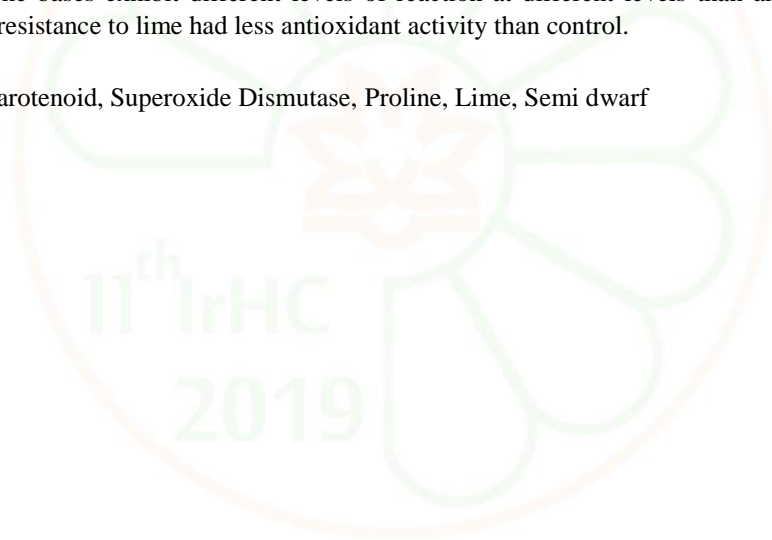 resistance to lime had less antioxidant activity than control.
arotenoid, Superoxide Dismutase, Proline, Lime, Semi dwarf
11th IrHC
2019